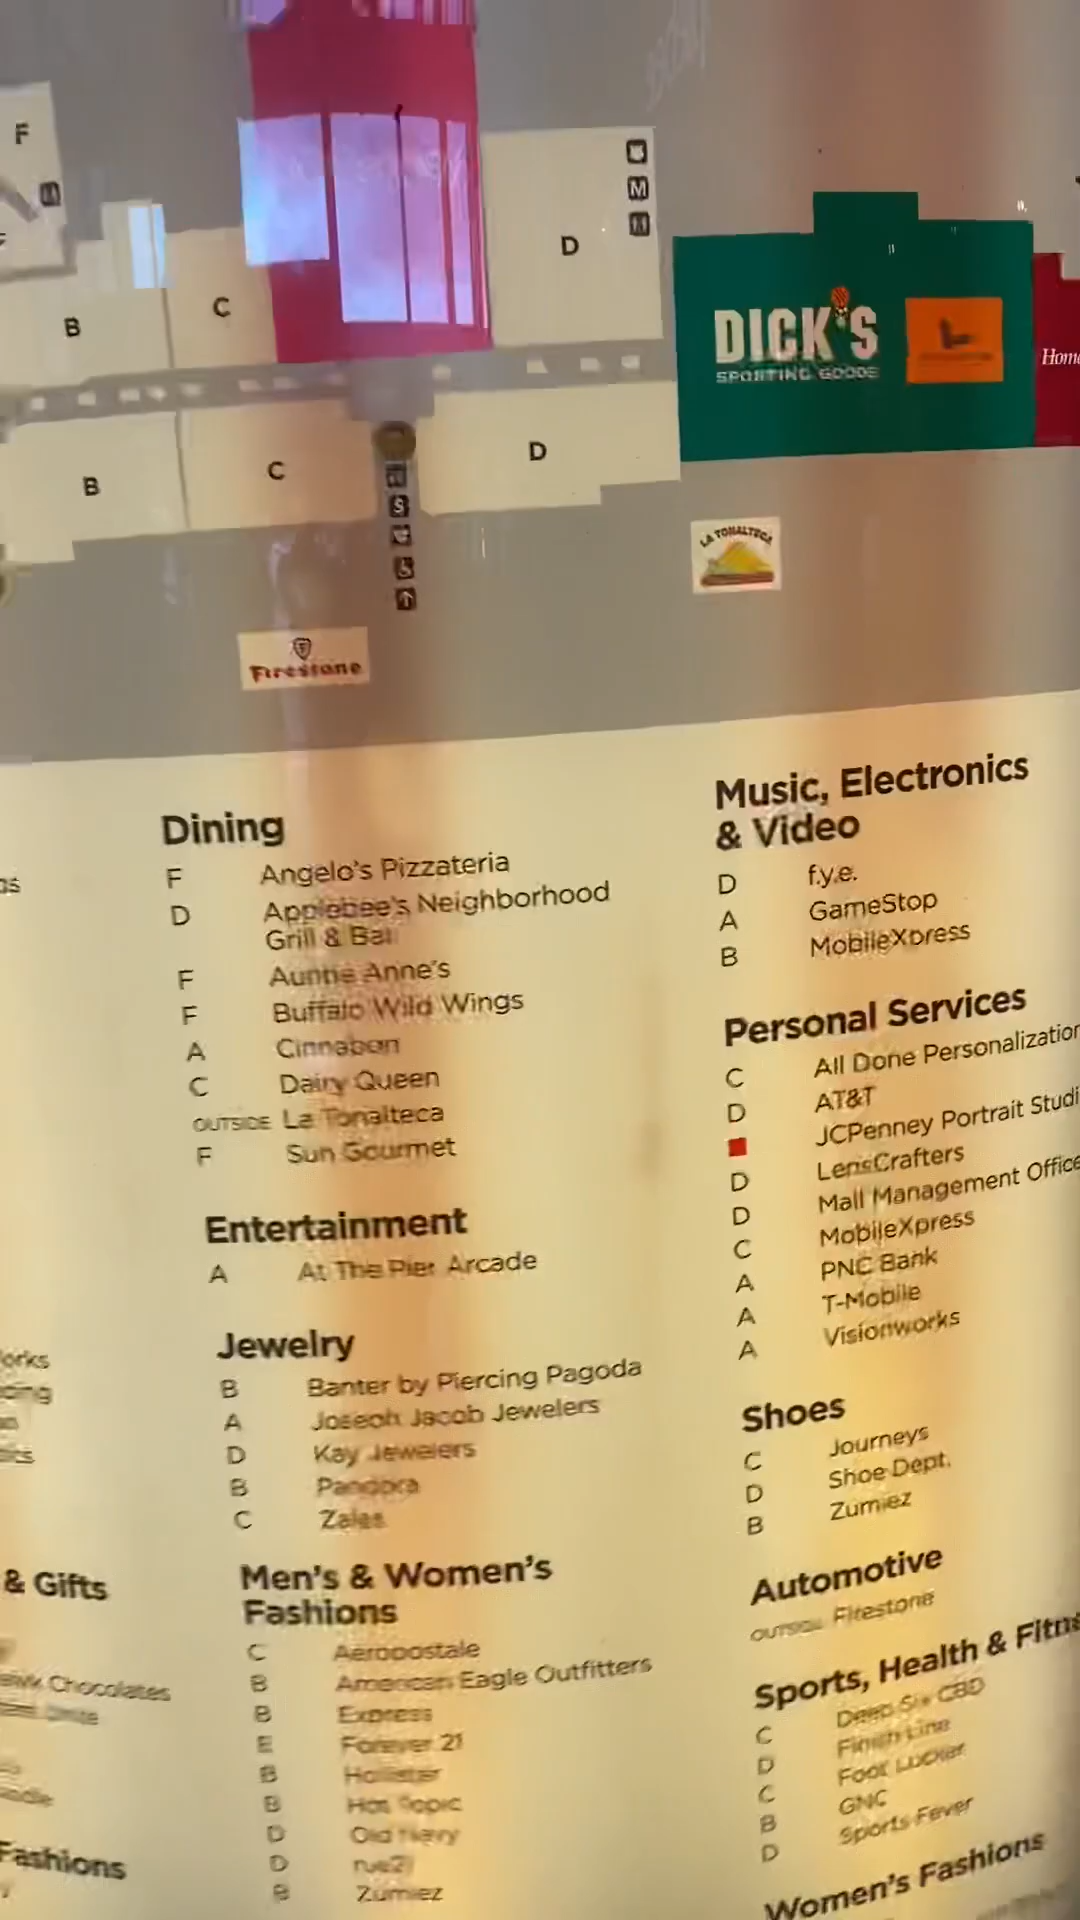 F
B
C
D
M
DICK'S
SPORTING GOODS
Home
B
C
D
S
LA TONALTECA
Firestone
Dining
F Angelo's Pizzateria
D Applebee's Neighborhood
Grill & Bar
F Auntie Anne's
F Buffalo Wild Wings
A Cinnabon
C Dairy Queen
OUTSIDE La Tonalteca
F Sun Gourmet
Entertainment
A At The Pier Arcade
Jewelry
B Banter by Piercing Pagoda
A Joseph Jacob Jewelers
D Kay Jewelers
B Pandora
C Zales
Men's & Women's
Fashions
C Aeropostale
B American Eagle Outfitters
B Express
E Forever 21
B Hollister
B Hot Topic
D Old Navy
D rue21
B Zumiez
Music, Electronics
& Video
D f.y.e.
A GameStop
B MobileXpress
Personal Services
C All Done Personalization
D AT&T
JCPenney Portrait Studi
D LensCrafters
D Mall Management Office
C MobileXpress
A PNC Bank
A T-Mobile
A Visionworks
Shoes
C Journeys
D Shoe Dept.
B Zumiez
Automotive
OUTSIDE Firestone
Sports, Health & Fitne
C Deep Six CBD
D Finish Line
C Foot Locker
B GNC
D Sports Fever
Women's Fashions
& Gifts
Chocolates
Fashions